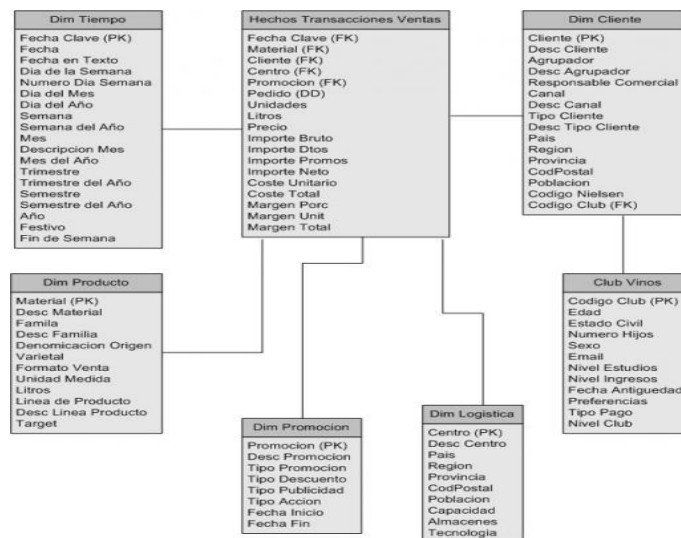 Dim Tiempo
Fecha Clave (PK)
Fecha
Fecha en Texto
Dia de la Semana
Numero Dia Semana
Dia del Mes
Dia del Año
Semana
Semana del Año
Mes
Descripcion Mes
Mes del Año
Trimestre
Trimestre del Año
Semestre
Semestre del Año
Año
Festivo
Fin de Semana
Hechos Transacciones Ventas
Fecha Clave (FK)
Material (FK)
Cliente (FK)
Centro (FK)
Promocion (FK)
Pedido (DD)
Unidades
Litros
Precio
Importe Bruto
Importe Dtos
Importe Promos
Importe Neto
Coste Unitario
Coste Total
Margen Porc
Margen Unit
Margen Total
Dim Cliente
Cliente (PK)
Desc Cliente
Agrupador
Desc Agrupador
Responsable Comercial
Canal
Desc Canal
Tipo Cliente
Desc Tipo Cliente
Pais
Region
Provincia
CodPostal
Poblacion
Codigo Nielsen
Codigo Club (FK)
Dim Producto
Material (PK)
Desc Material
Famila
Desc Familia
Denomicacion Origen
Varietal
Formato Venta
Unidad Medida
Litros
Linea de Producto
Desc Linea Producto
Target
Dim Promocion
Promocion (PK)
Desc Promocion
Tipo Promocion
Tipo Descuento
Tipo Publicidad
Tipo Accion
Fecha Inicio
Fecha Fin
Dim Logistica
Centro (PK)
Desc Centro
Pais
Region
Provincia
CodPostal
Poblacion
Capacidad
Almacenes
Tecnologia
Club Vinos
Codigo Club (PK)
Edad
Estado Civil
Numero Hijos
Sexo
Email
Nivel Estudios
Nivel Ingresos
Fecha Antiguedad
Preferencias
Tipo Pago
Nivel Club